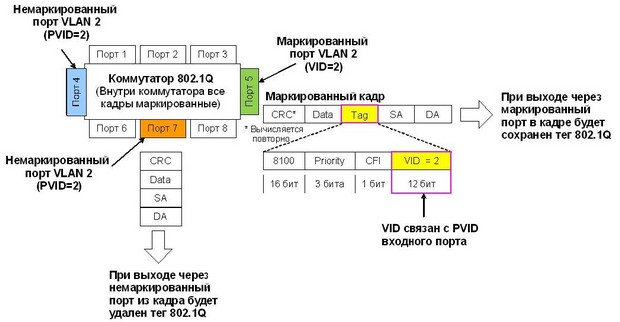 Немаркированный
порт VLAN 2
(PVID=2)
Порт 1
Порт 2
Порт 3
Маркированный
порт VLAN 2
(VID=2)
Порт 4
Коммутатор 802.1Q
(Внутри коммутатора все
кадры маркированные)
Порт 5
Порт 6
Порт 7
Порт 8
Маркированный кадр
CRC*
Data
Tag
SA
DA
* Вычисляется
повторно
При выходе через
маркированный
порт в кадре будет
сохранен тег 802.1Q
Немаркированный
порт VLAN 2
(PVID=2)
8100
Priority
CFI
VID = 2
16 бит
3 бита
1 бит
12 бит
CRC
Data
SA
DA
VID связан с PVID
входного порта
При выходе через
немаркированный
порт из кадра будет
удален тег 802.1Q